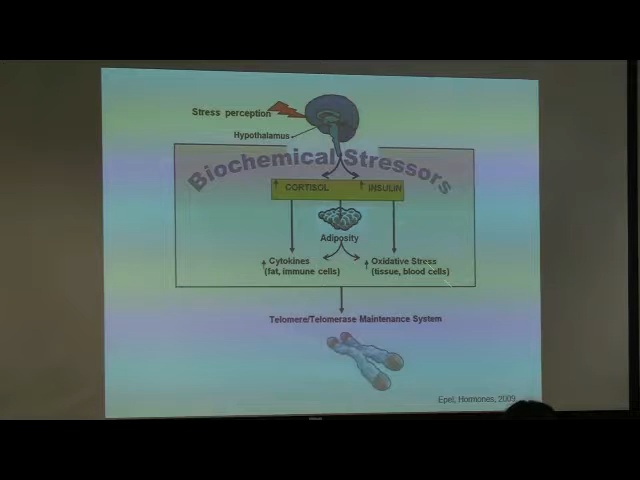 Stress perception
Hypothalamus
Biochemical Stressors
↑ CORTISOL ↑ INSULIN
Adiposity
↑ Cytokines
(fat, immune cells)
↑ Oxidative Stress
(tissue, blood cells)
Telomere/Telomerase Maintenance System
Epel, Hormones, 2009